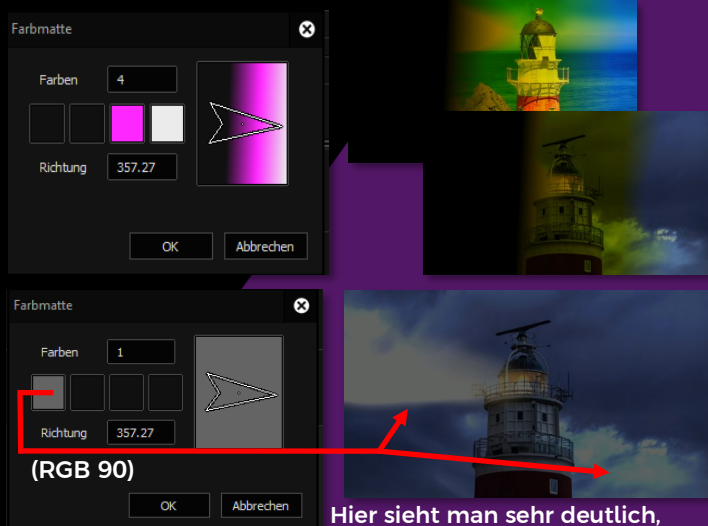 Farbmatte
Farben 4
Richtung 357.27
OK Abbrechen
Farbmatte
Farben 1
Richtung 357.27
(RGB 90)
OK Abbrechen
Hier sieht man sehr deutlich,